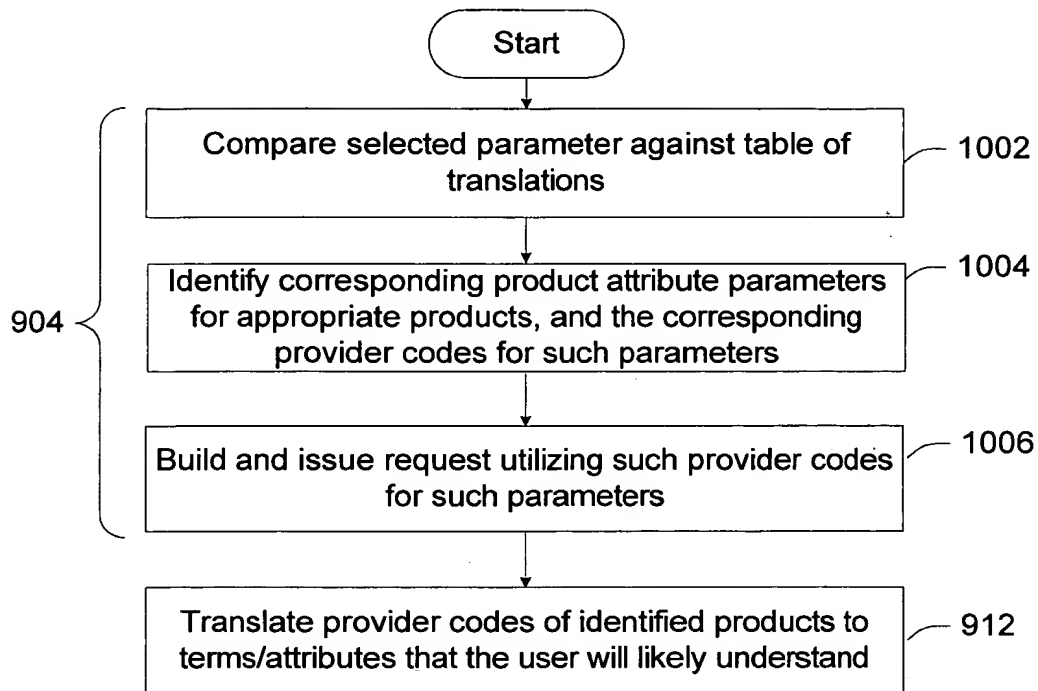 Start
Compare selected parameter against table of
translations
1002
Identify corresponding product attribute parameters
for appropriate products, and the corresponding
provider codes for such parameters
1004
904
Build and issue request utilizing such provider codes
for such parameters
1006
Translate provider codes of identified products to
terms/attributes that the user will likely understand
912